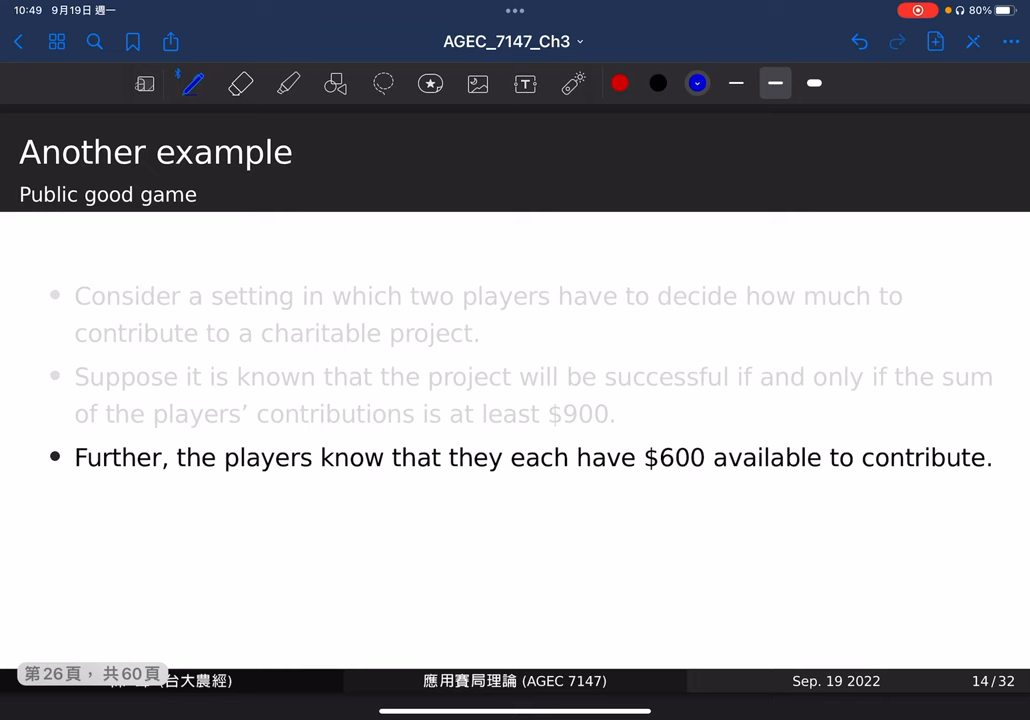 10:49 9月19日 週一
80%
AGEC_7147_Ch3
T
Another example
Public good game
• Consider a setting in which two players have to decide how much to
contribute to a charitable project.
• Suppose it is known that the project will be successful if and only if the sum
of the players' contributions is at least $900.
• Further, the players know that they each have $600 available to contribute.
第26頁， 共60頁
台大農經)
應用賽局理論 (AGEC 7147)
Sep. 19 2022
14/32